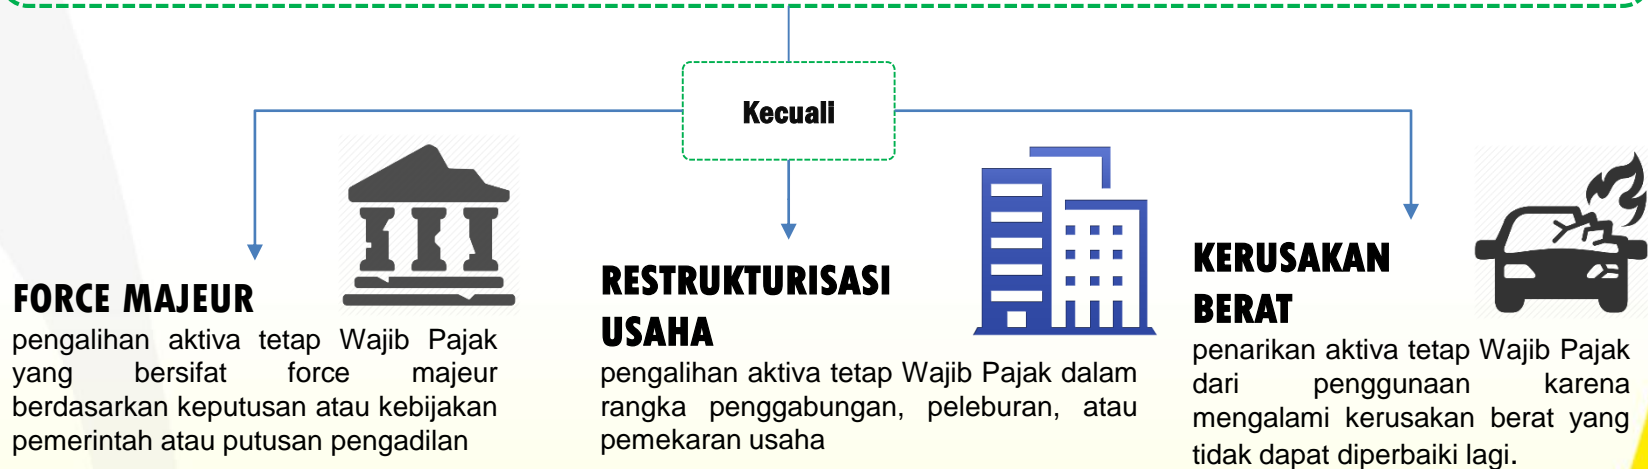 Kecuali
FORCE MAJEUR
pengalihan aktiva tetap Wajib Pajak
yang bersifat force majeur
berdasarkan keputusan atau kebijakan
pemerintah atau putusan pengadilan
RESTRUKTURISASI
USAHA
pengalihan aktiva tetap Wajib Pajak dalam
rangka penggabungan, peleburan, atau
pemekaran usaha
KERUSAKAN
BERAT
penarikan aktiva tetap Wajib Pajak
dari penggunaan karena
mengalami kerusakan berat yang
tidak dapat diperbaiki lagi.